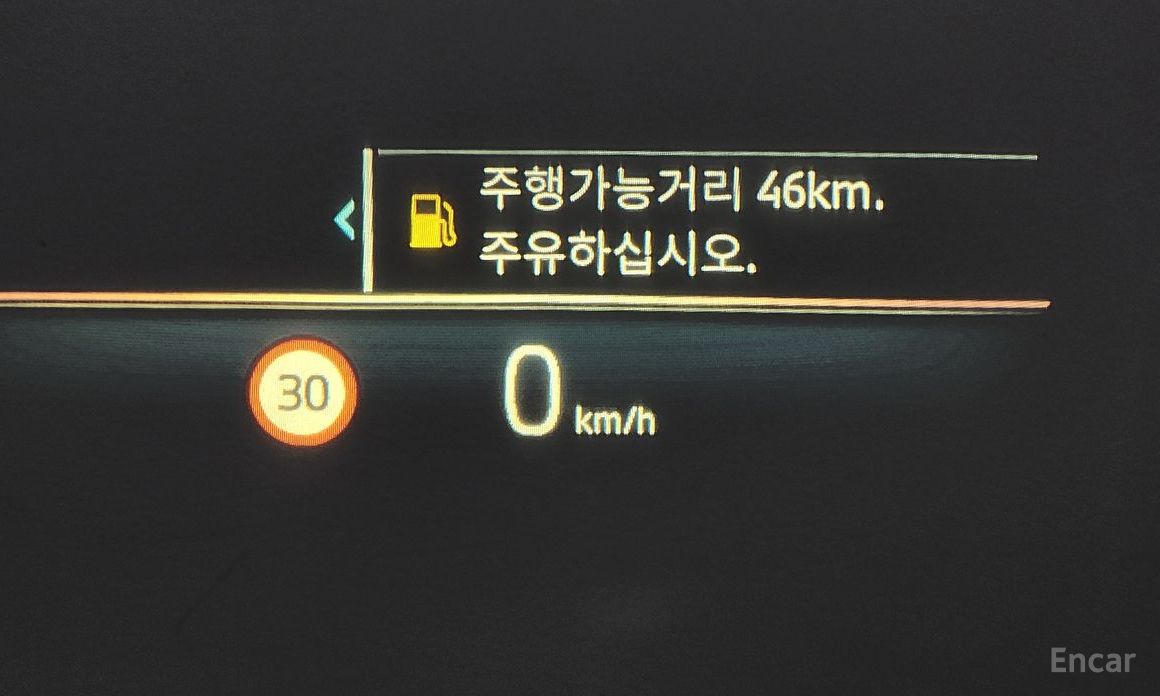 주행가능거리 46km.
주유하십시오.
30
0 km/h
Encar